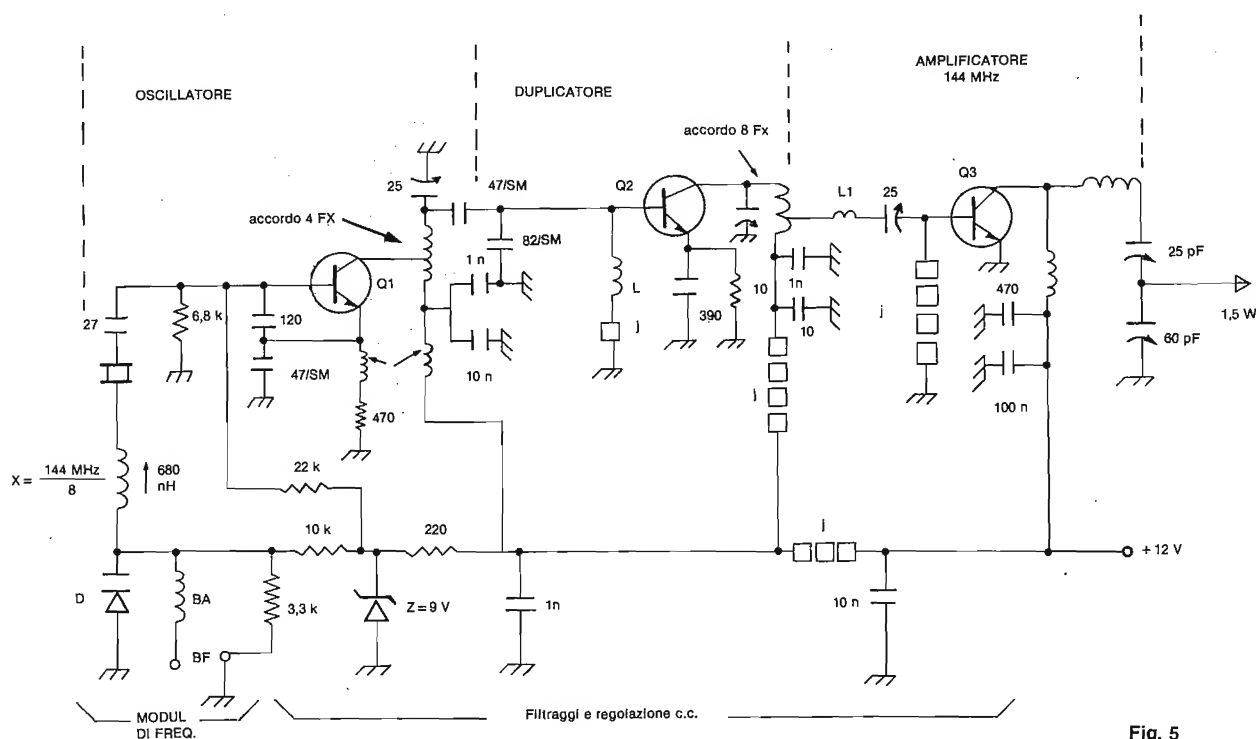 OSCILLATORE
DUPLICATORE
AMPLIFICATORE
144 MHz
accordo 4 FX
25
47/SM
82/SM
1 n
10 n
Q1
27
6,8 k
120
47/SM
470
accordo 8 Fx
Q2
L
j
390
10
1n
10
j
L1
25
Q3
j
470
100 n
25 pF
60 pF
1,5 W
X = 144 MHz
8
680
nH
22 k
10 k
220
j
+ 12 V
D
BA
BF
3,3 k
Z = 9 V
1n
10 n
MODUL
DI FREQ.
Filtraggi e regolazione c.c.
Fig. 5